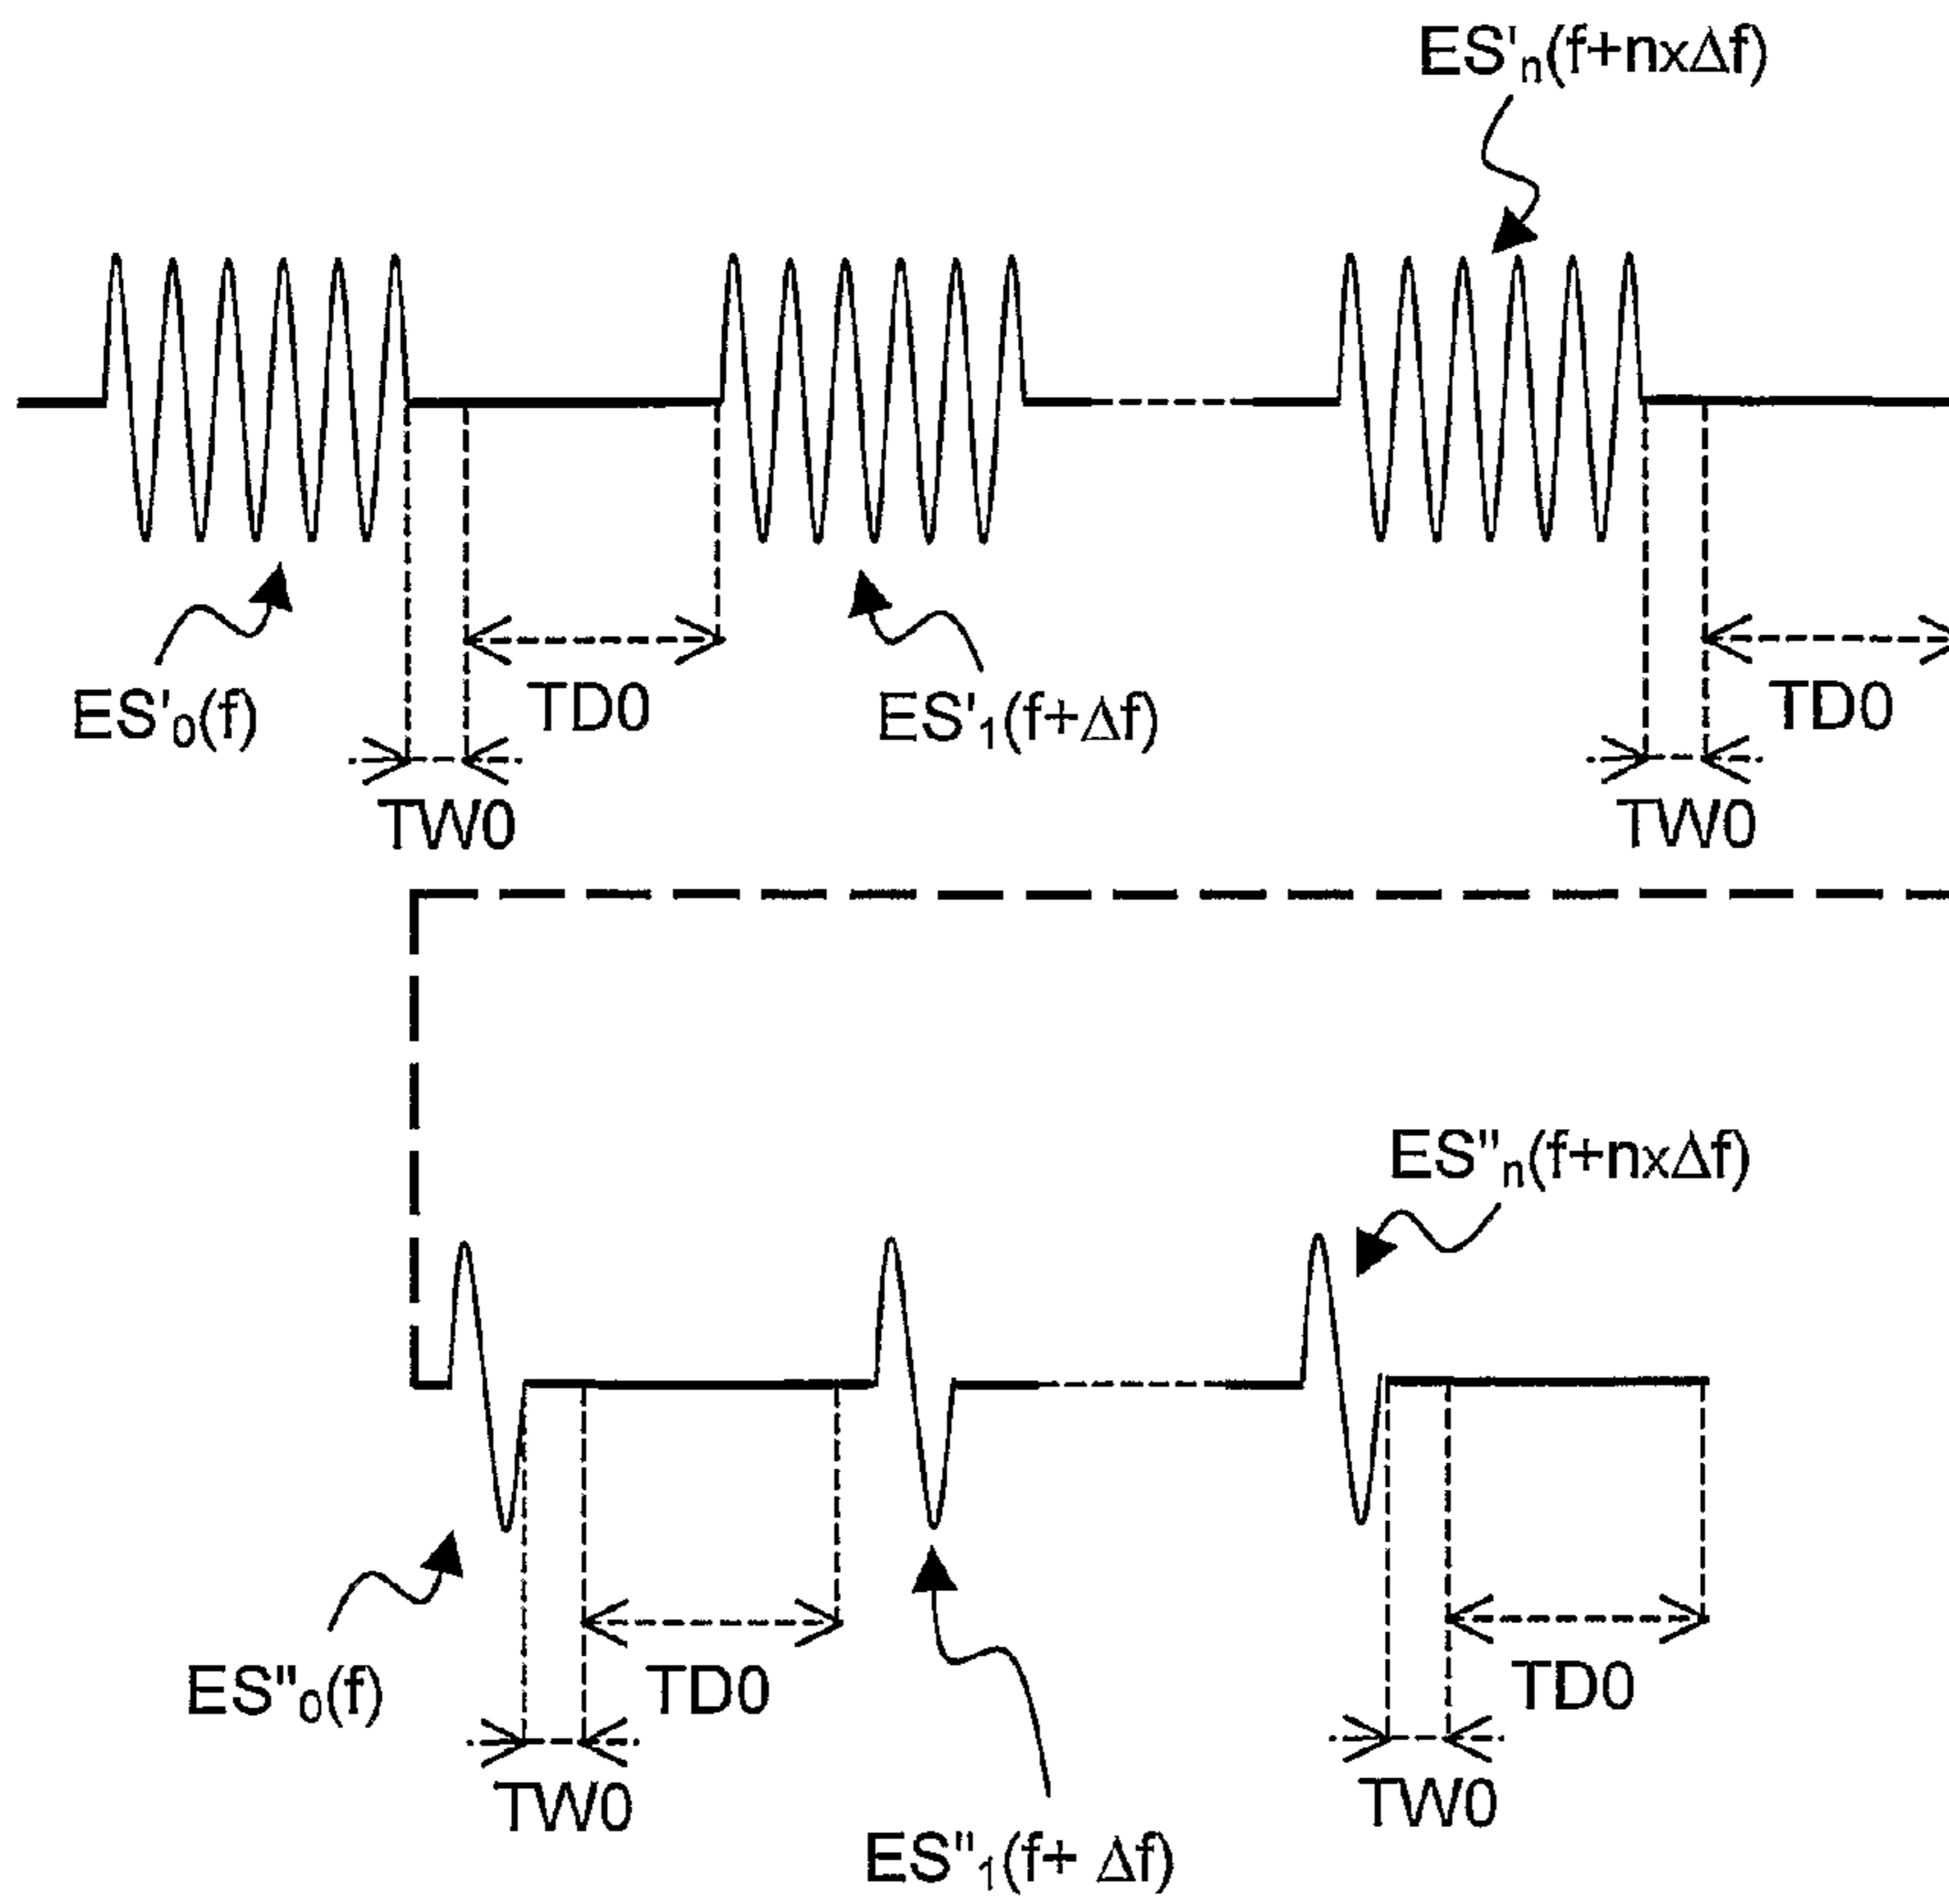 ES'n(f+nxΔf)
ES'0(f)
TD0
ES'1(f+Δf)
TD0
TW0
TW0
ES"n(f+nxΔf)
ES"0(f)
TD0
TD0
TW0
TW0
ES"1(f+ Δf)